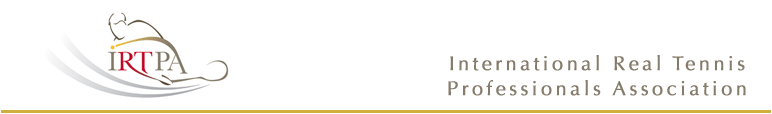 IRTPA
International Real Tennis
Professionals Association